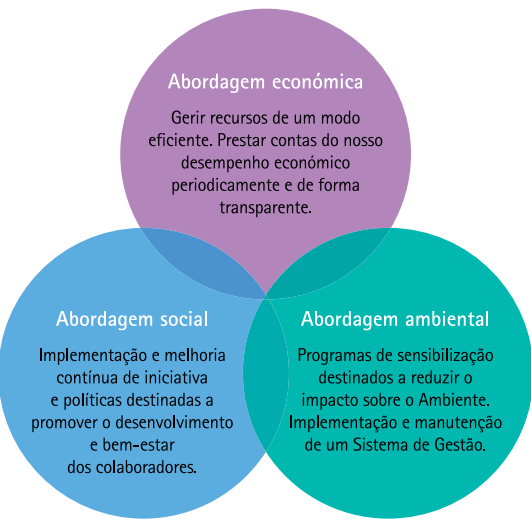 Abordagem económica
Gerir recursos de um modo
eficiente. Prestar contas do nosso
desempenho económico
periodicamente e de forma
transparente.
Abordagem social
Implementação e melhoria
contínua de iniciativa
e políticas destinadas a
promover o desenvolvimento
e bem-estar
dos colaboradores.
Abordagem ambiental
Programas de sensibilização
destinados a reduzir o
impacto sobre o Ambiente.
Implementação e manutenção
de um Sistema de Gestão.